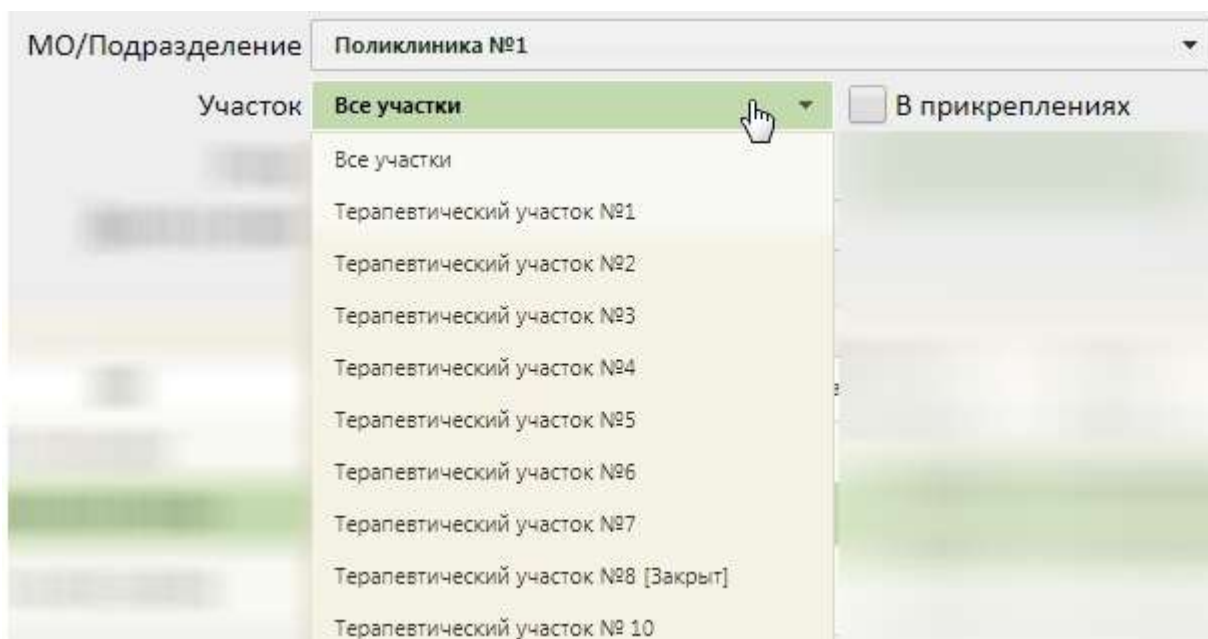 МО/Подразделение Поликлиника №1
Участок Все участки В прикреплениях
Все участки
Терапевтический участок №1
Терапевтический участок №2
Терапевтический участок №3
Терапевтический участок №4
Терапевтический участок №5
Терапевтический участок №6
Терапевтический участок №7
Терапевтический участок №8 [Закрыт]
Терапевтический участок № 10